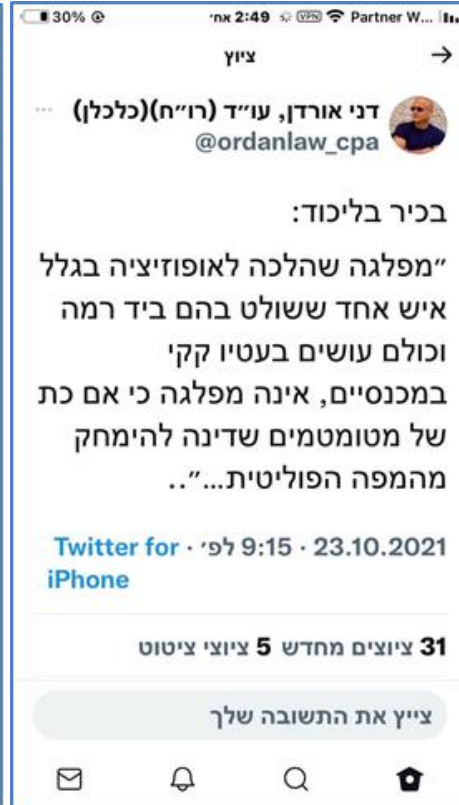 30% 2:49 אחי VPN Partner W...
ציוץ
דני אורדן, עו״ד (רו״ח)(כלכלן)
@ordanlaw_cpa
בכיר בליכוד:
״מפלגה שהלכה לאופוזיציה בגלל
איש אחד ששולט בהם ביד רמה
וכולם עושים בעטיו קקי
במכנסיים, אינה מפלגה כי אם כת
של מטומטמים שדינה להימחק
מהמפה הפוליטית...״..
23.10.2021 · 9:15 לפ׳ · Twitter for
iPhone
31 ציוצים מחדש 5 ציוצי ציטוט
צייץ את התשובה שלך